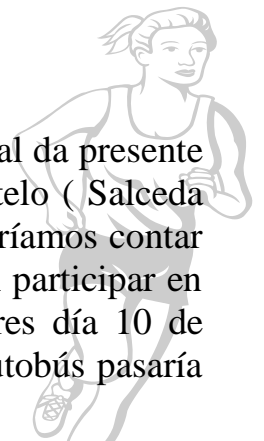 al da presente
telo ( Salceda
ríamos contar
participar en
res día 10 de
utobús pasaría